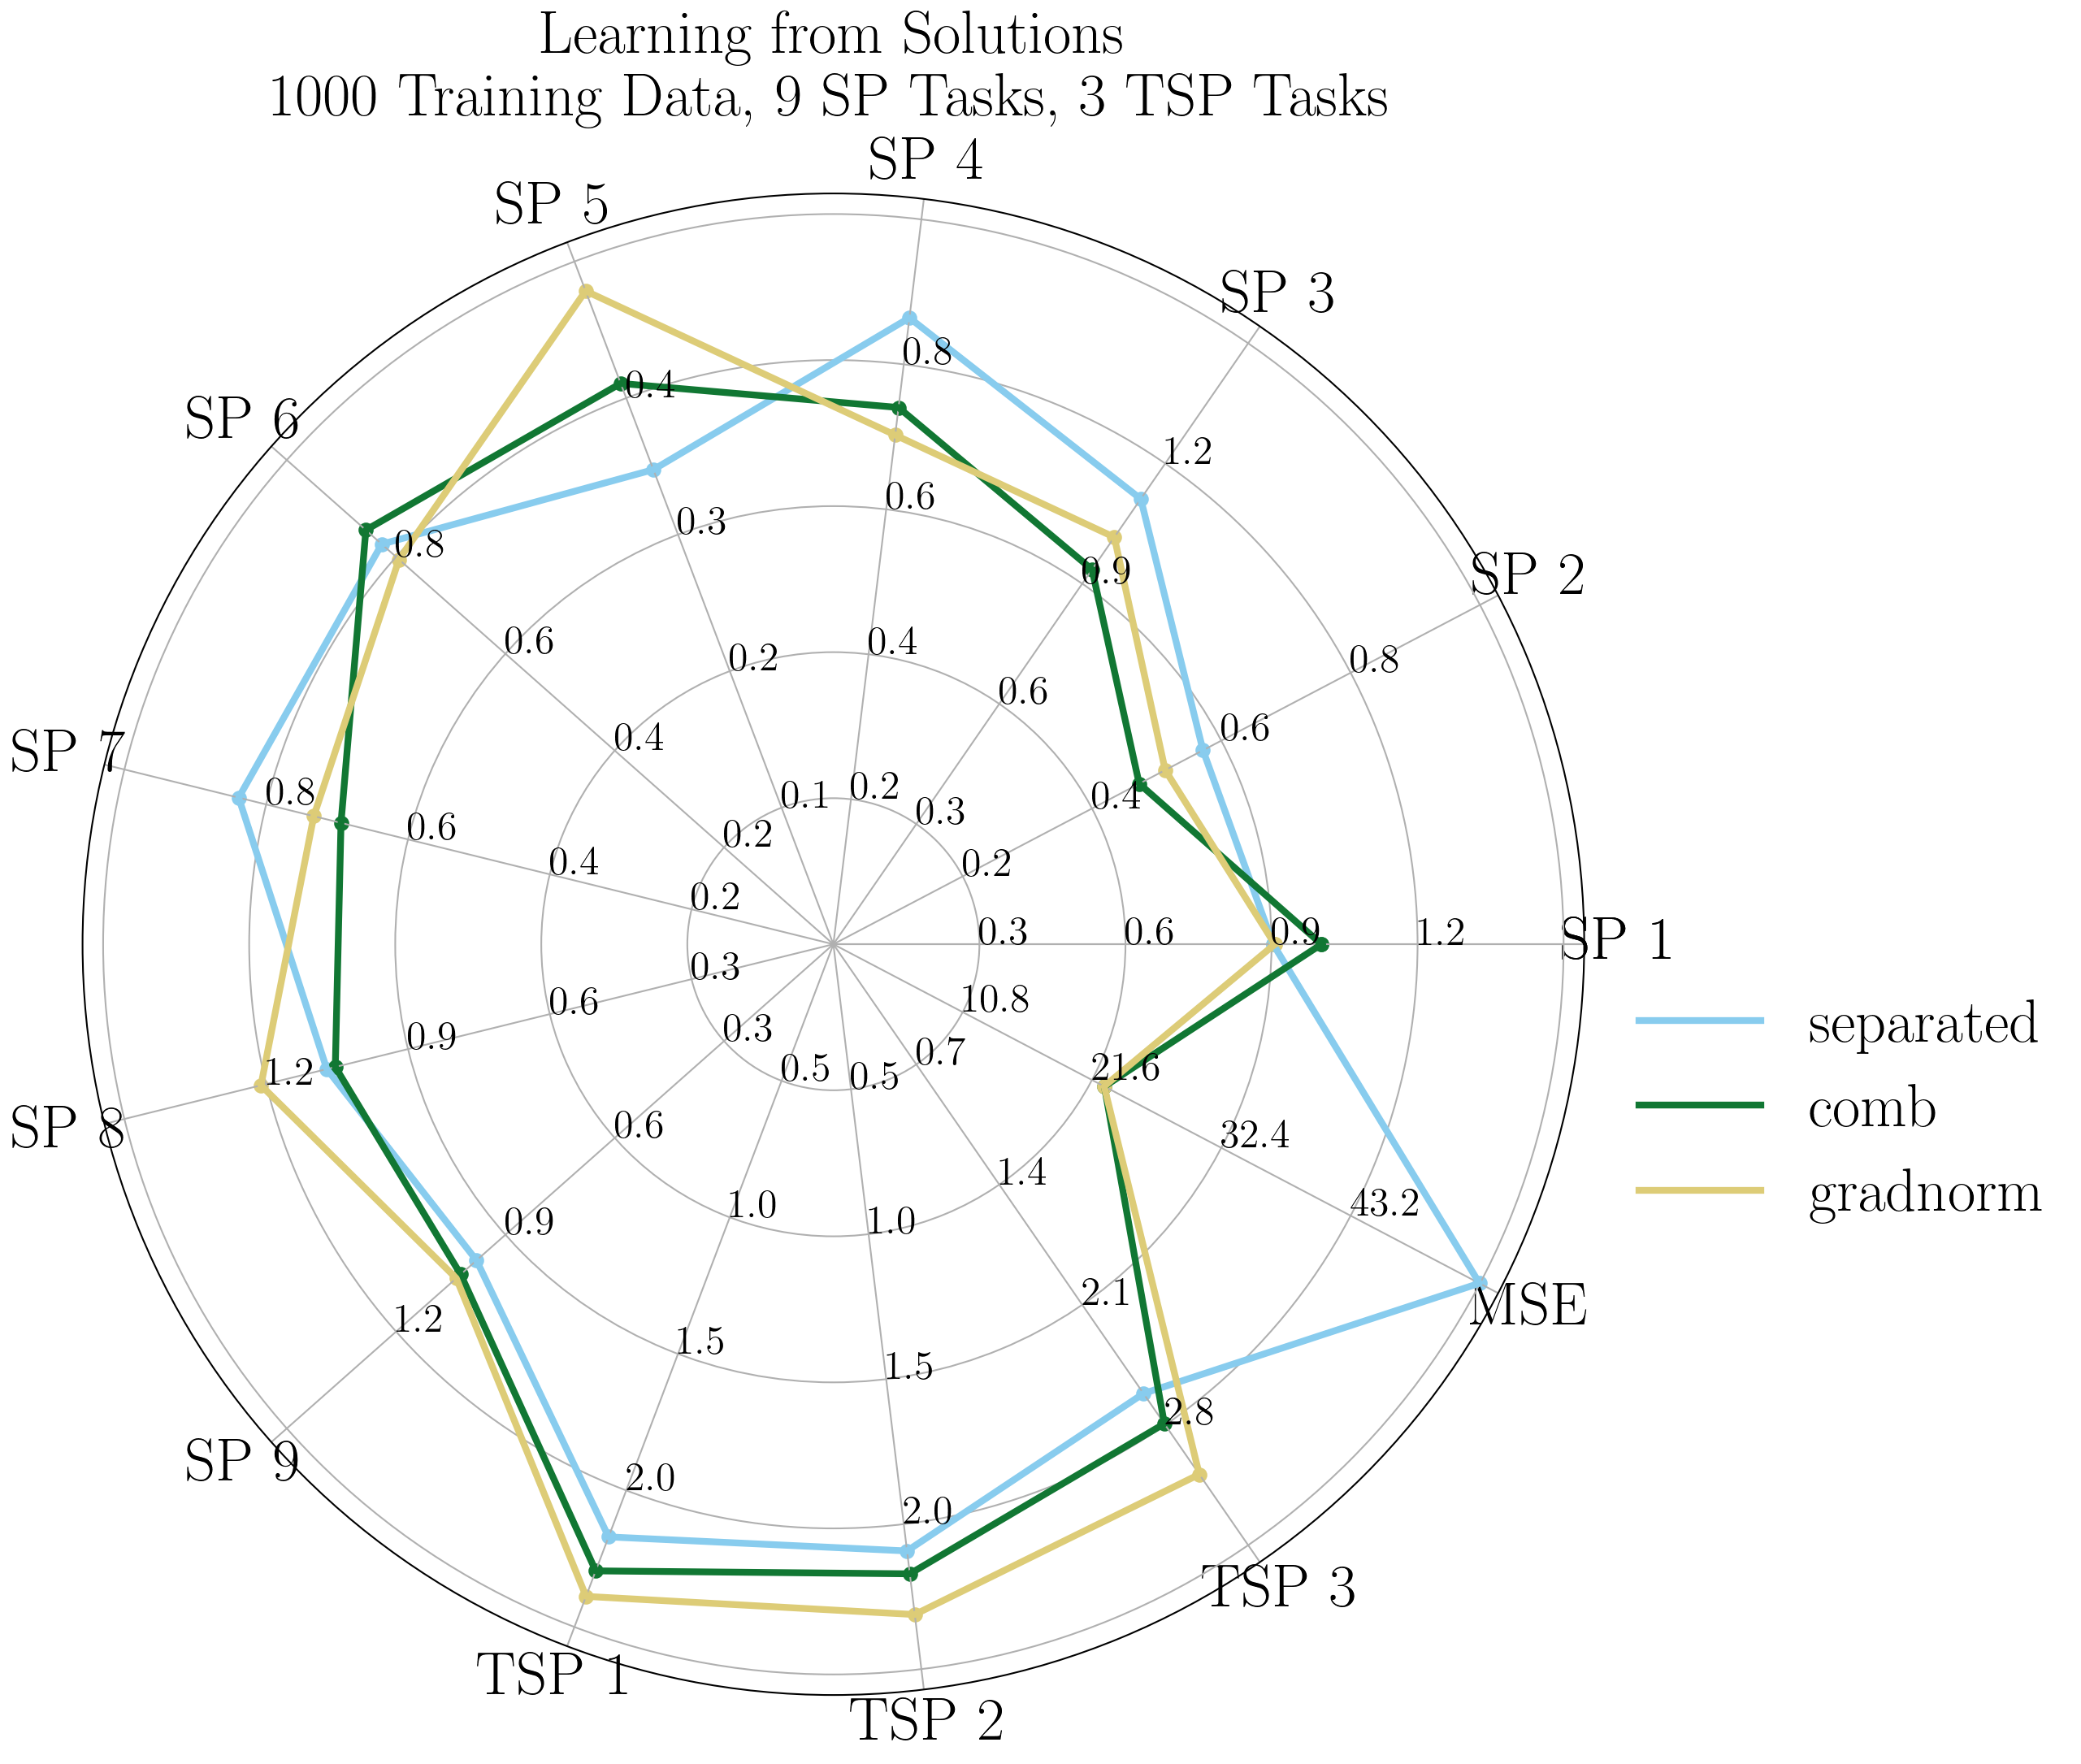 Learning from Solutions
1000 Training Data, 9 SP Tasks, 3 TSP Tasks
SP 4
SP 5
SP 3
SP 6
SP 2
SP 7
SP 1
SP 8
MSE
SP 9
TSP 3
TSP 1
TSP 2
0.3 0.6 0.9 1.2
0.2 0.4 0.6 0.8
0.3 0.6 0.9 1.2
0.2 0.4 0.6 0.8
0.1 0.2 0.3 0.4
0.2 0.4 0.6 0.8
0.2 0.4 0.6 0.8
0.3 0.6 0.9 1.2
0.3 0.6 0.9 1.2
0.5 1.0 1.5 2.0
0.5 1.0 1.5 2.0
0.7 1.4 2.1 2.8
10.8 21.6 32.4 43.2
separated
comb
gradnorm